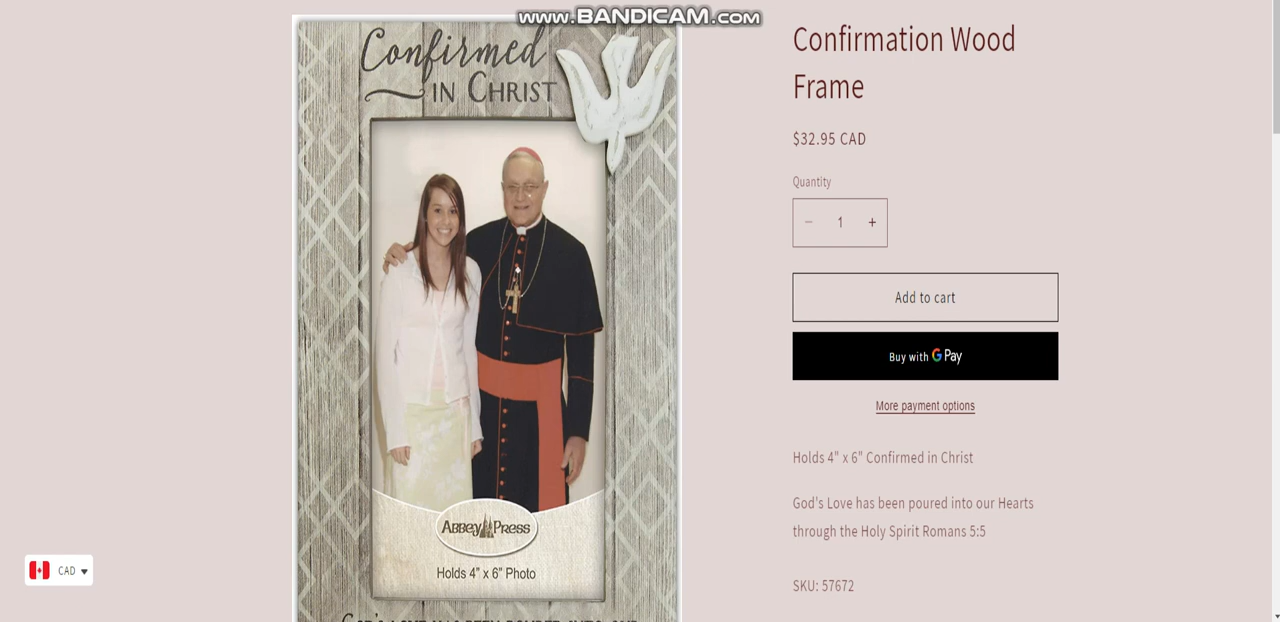 www.BANDICAM.com
Confirmed
IN CHRIST
ABBEY PRESS
Holds 4" x 6" Photo
Confirmation Wood
Frame
$32.95 CAD
Quantity
− 1 +
Add to cart
Buy with G Pay
More payment options
Holds 4" x 6" Confirmed in Christ
God's Love has been poured into our Hearts
through the Holy Spirit Romans 5:5
SKU: 57672
CAD